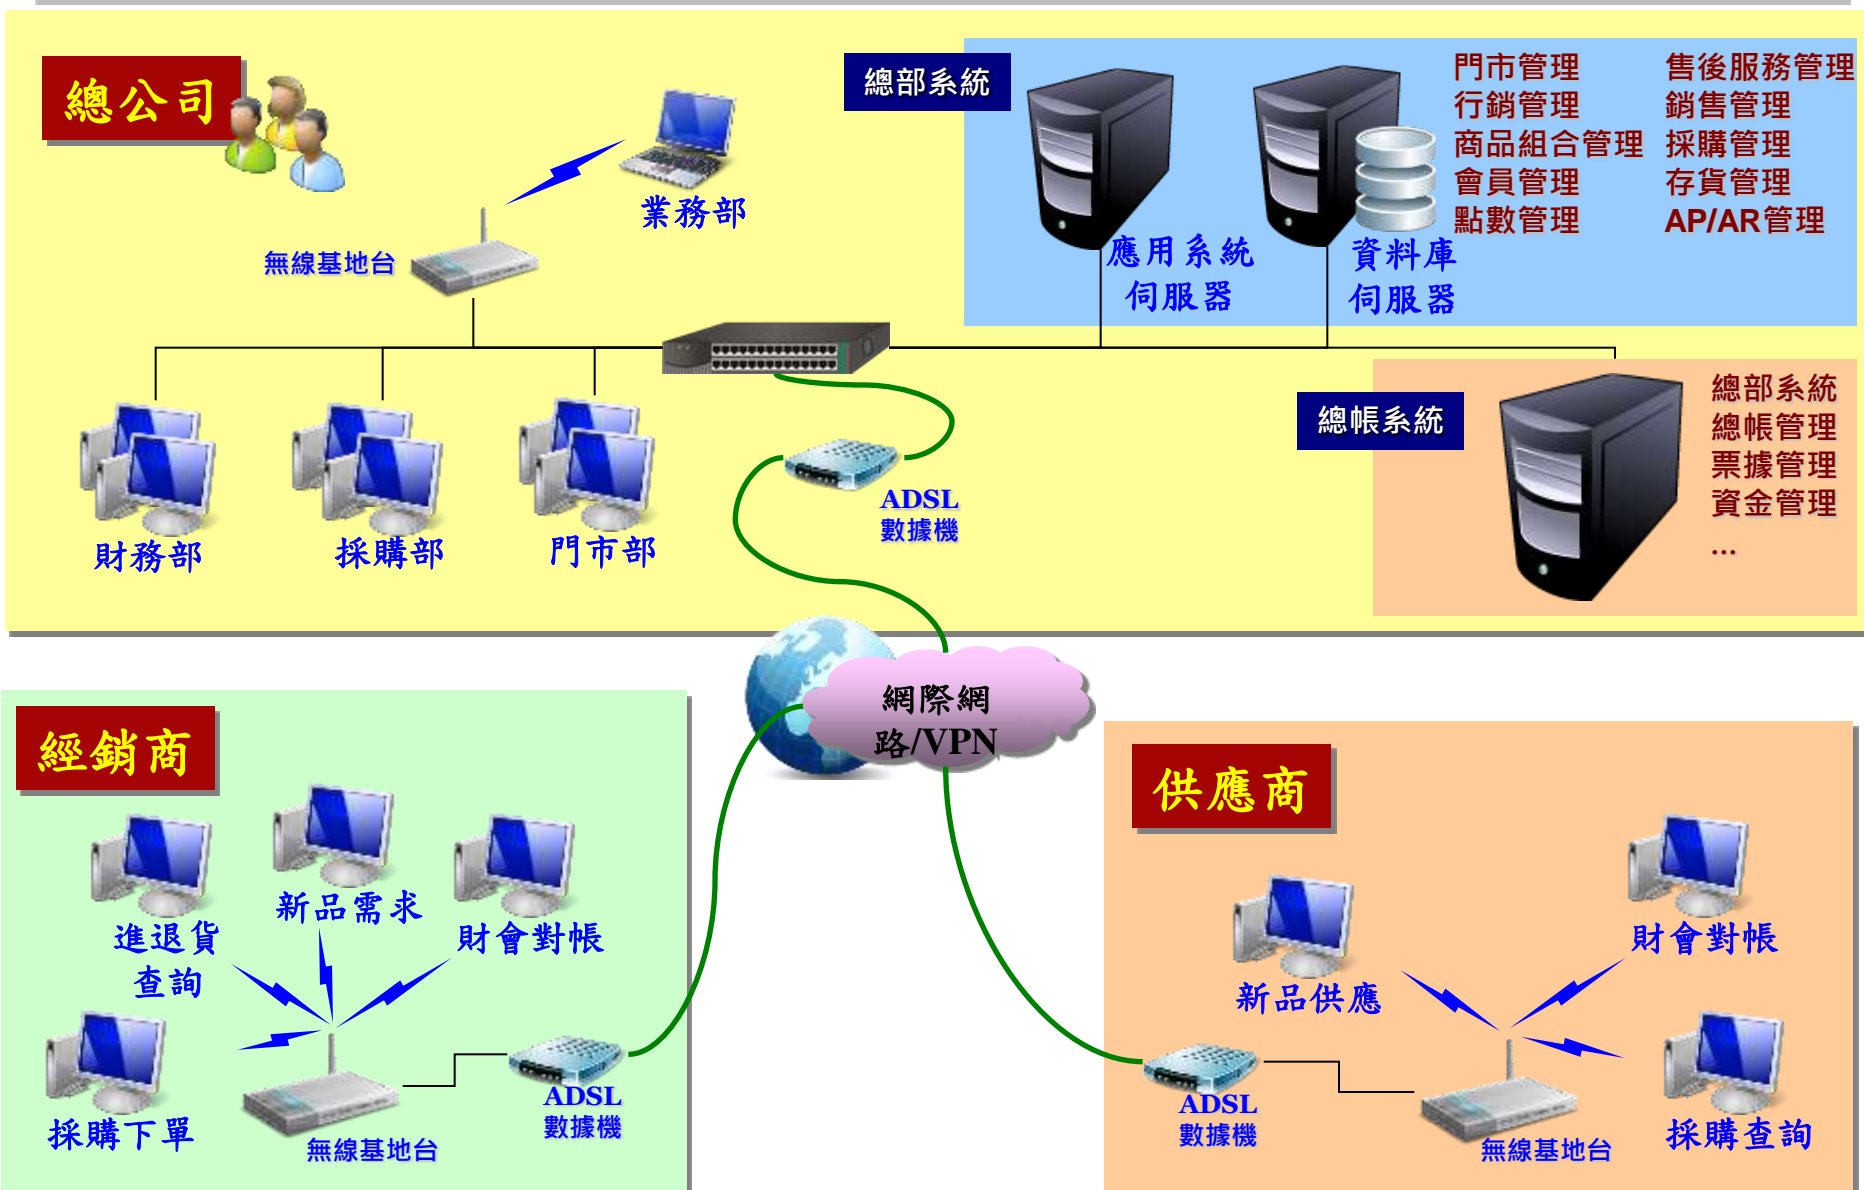 總公司
業務部
無線基地台
總部系統
應用系統
伺服器
資料庫
伺服器
門市管理
行銷管理
商品組合管理
會員管理
點數管理
售後服務管理
銷售管理
採購管理
存貨管理
AP/AR管理
財務部
採購部
門市部
ADSL
數據機
總帳系統
總部系統
總帳管理
票據管理
資金管理
...
網際網
路/VPN
經銷商
進退貨
查詢
新品需求
財會對帳
採購下單
無線基地台
ADSL
數據機
供應商
新品供應
財會對帳
ADSL
數據機
無線基地台
採購查詢